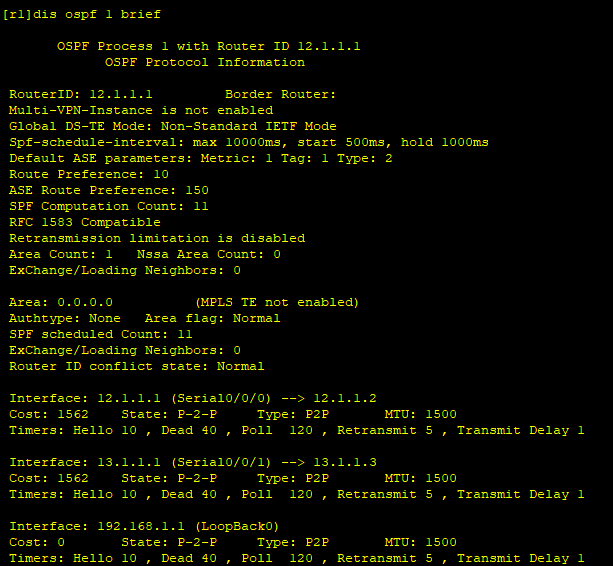 [r1]dis ospf 1 brief
OSPF Process 1 with Router ID 12.1.1.1
OSPF Protocol Information
RouterID: 12.1.1.1 Border Router:
Multi-VPN-Instance is not enabled
Global DS-TE Mode: Non-Standard IETF Mode
Spf-schedule-interval: max 10000ms, start 500ms, hold 1000ms
Default ASE parameters: Metric: 1 Tag: 1 Type: 2
Route Preference: 10
ASE Route Preference: 150
SPF Computation Count: 11
RFC 1583 Compatible
Retransmission limitation is disabled
Area Count: 1 Nssa Area Count: 0
ExChange/Loading Neighbors: 0
Area: 0.0.0.0 (MPLS TE not enabled)
Authtype: None Area flag: Normal
SPF scheduled Count: 11
ExChange/Loading Neighbors: 0
Router ID conflict state: Normal
Interface: 12.1.1.1 (Serial0/0/0) --> 12.1.1.2
Cost: 1562 State: P-2-P Type: P2P MTU: 1500
Timers: Hello 10 , Dead 40 , Poll 120 , Retransmit 5 , Transmit Delay 1
Interface: 13.1.1.1 (Serial0/0/1) --> 13.1.1.3
Cost: 1562 State: P-2-P Type: P2P MTU: 1500
Timers: Hello 10 , Dead 40 , Poll 120 , Retransmit 5 , Transmit Delay 1
Interface: 192.168.1.1 (LoopBack0)
Cost: 0 State: P-2-P Type: P2P MTU: 1500
Timers: Hello 10 , Dead 40 , Poll 120 , Retransmit 5 , Transmit Delay 1